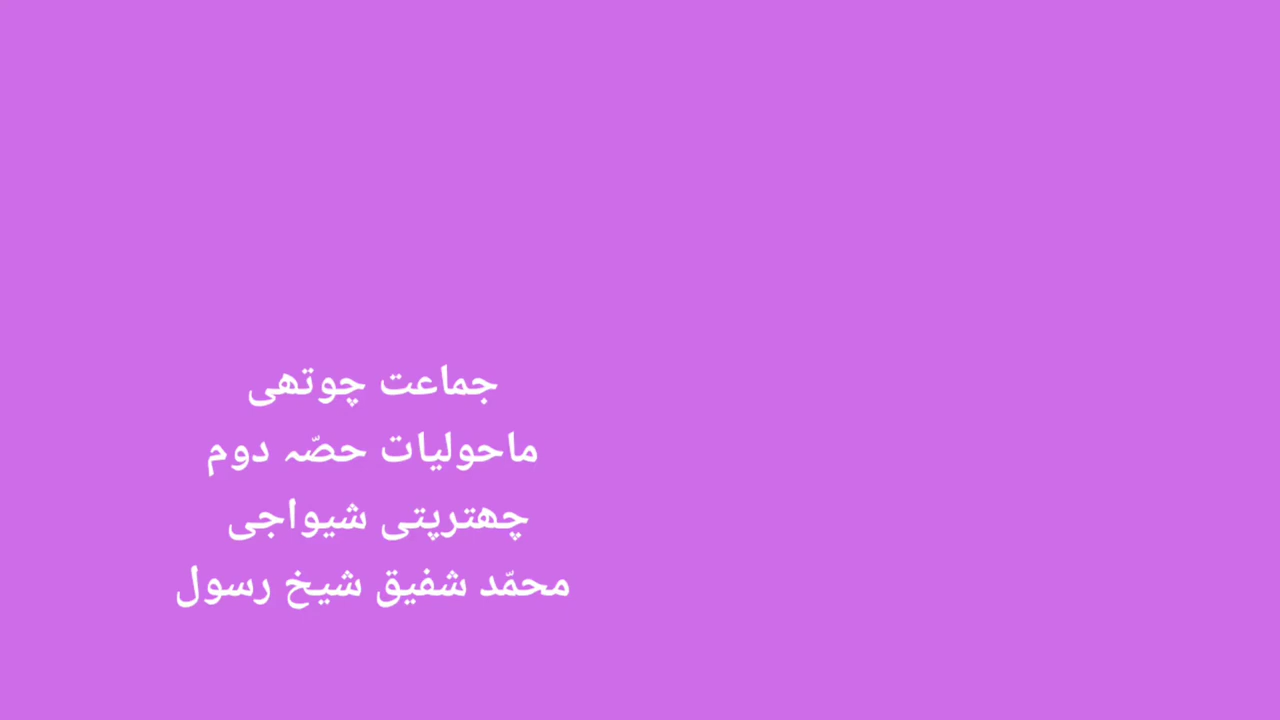 جماعت چوتھی
ماحولیات حصّہ دوم
چھترپتی شیواجی
محمّد شفیق شیخ رسول